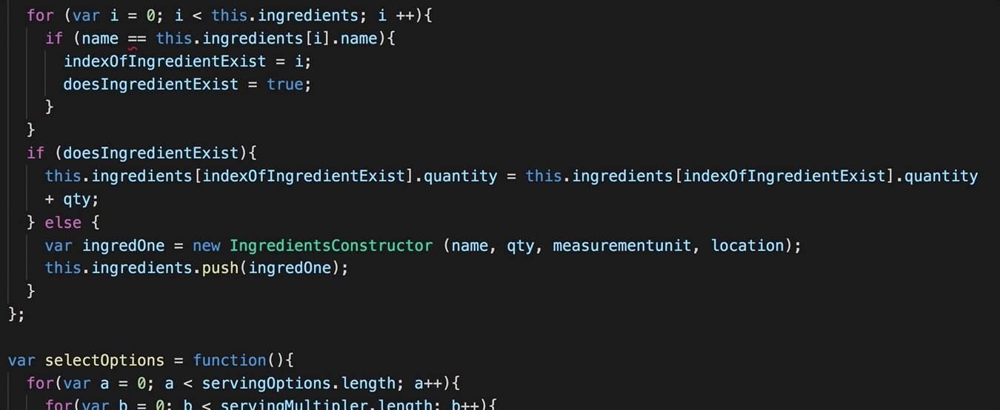 for (var i = 0; i < this.ingredients; i ++){
if (name == this.ingredients[i].name){
indexOfIngredientExist = i;
doesIngredientExist = true;
}
}
if (doesIngredientExist){
this.ingredients[indexOfIngredientExist].quantity = this.ingredients[indexOfIngredientExist].quantity
+ qty;
} else {
var ingredOne = new IngredientsConstructor (name, qty, measurementunit, location);
this.ingredients.push(ingredOne);
}
};
var selectOptions = function(){
for(var a = 0; a < servingOptions.length; a++){
for(var b = 0; b < servingMultipler.length; b++){